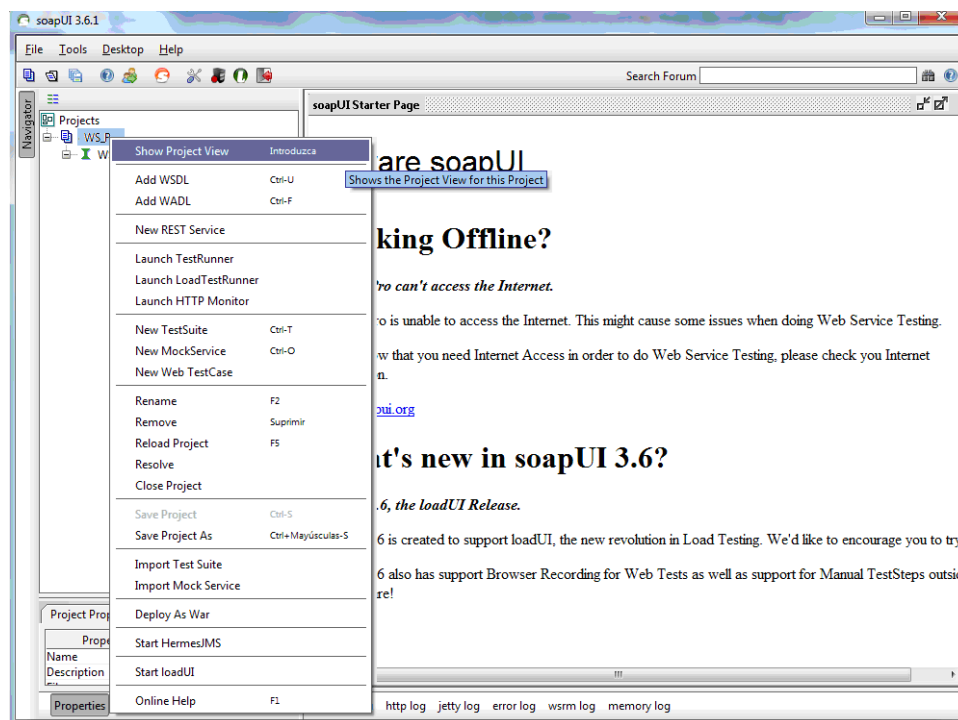 soapUI 3.6.1
File Tools Desktop Help
Search Forum
Navigator
Projects
WS_P
W
soapUI Starter Page
are soapUI
Show Project View Introduzca
Shows the Project View for this Project
Add WSDL Ctrl-U
Add WADL Ctrl-F
New REST Service
Launch TestRunner
Launch LoadTestRunner
Launch HTTP Monitor
New TestSuite Ctrl-T
New MockService Ctrl-O
New Web TestCase
Rename F2
Remove Suprimir
Reload Project F5
Resolve
Close Project
Save Project Ctrl-S
Save Project As Ctrl+Mayúsculas-S
Import Test Suite
Import Mock Service
Deploy As War
Start HermesJMS
Start loadUI
Online Help F1
king Offline?
'ro can't access the Internet.
ro is unable to access the Internet. This might cause some issues when doing Web Service Testing.
w that you need Internet Access in order to do Web Service Testing, please check you Internet
n.
pui.org
t's new in soapUI 3.6?
.6, the loadUI Release.
6 is created to support loadUI, the new revolution in Load Testing. We'd like to encourage you to try
6 also has support Browser Recording for Web Tests as well as support for Manual TestSteps outsi
re!
Project Prop
Prope
Name
Description
Properties
http log jetty log error log wsrm log memory log